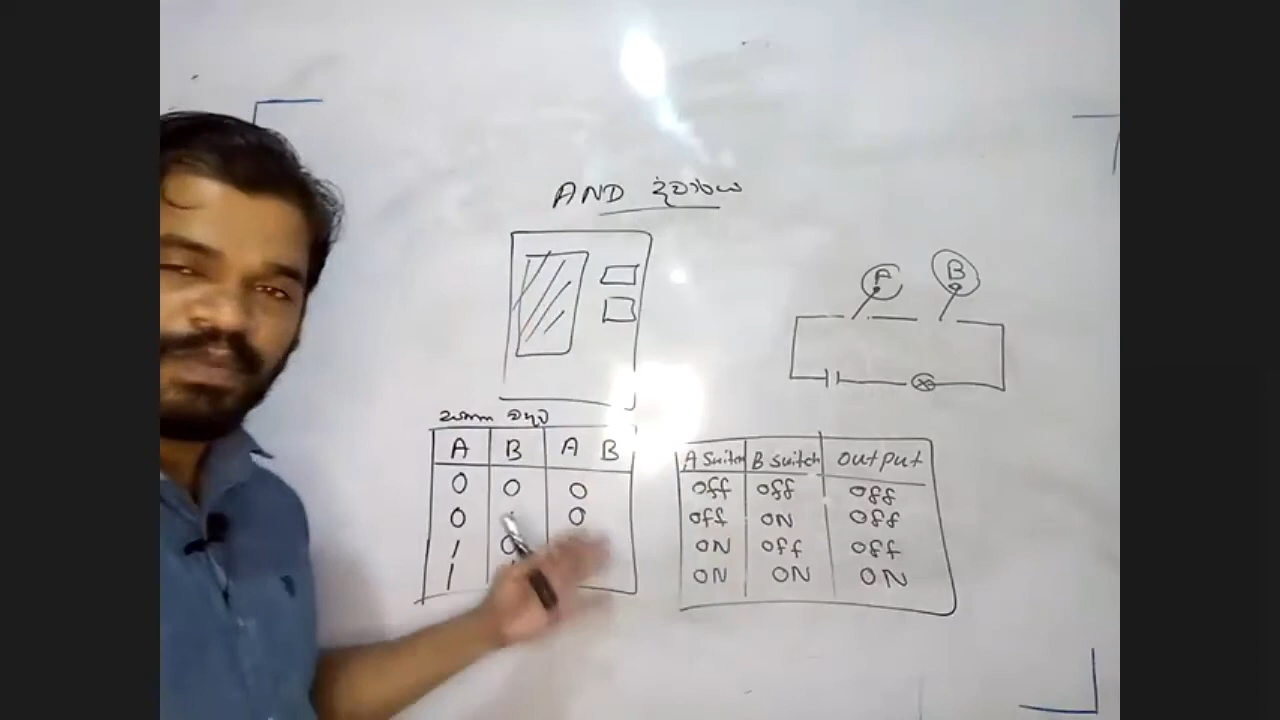 AND ද්වාරය
A B
සත්‍යතා වගුව
A B A B
0 0 0
0 0
1 0
1
A Switch B Switch output
Off Off Off
Off ON Off
ON Off Off
ON ON ON